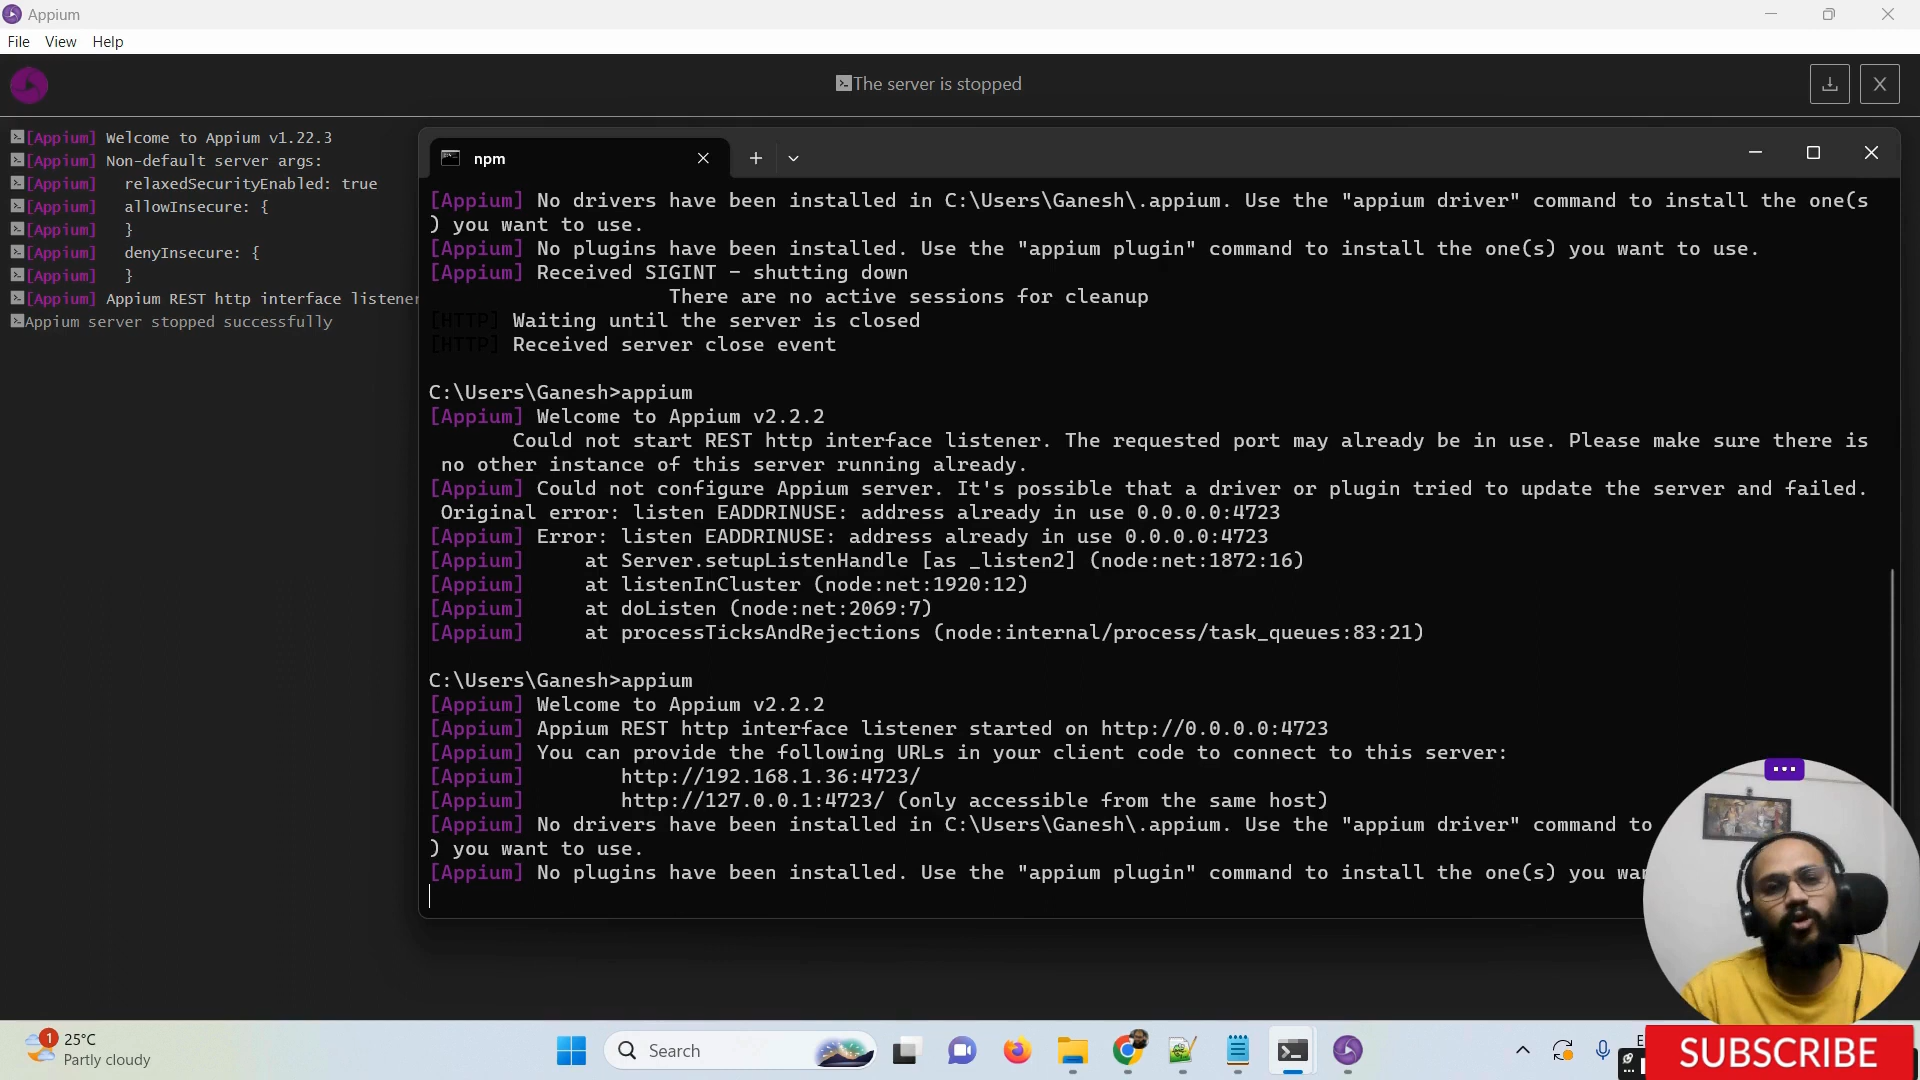 Appium
File View Help
The server is stopped
[Appium] Welcome to Appium v1.22.3
[Appium] Non-default server args:
[Appium] relaxedSecurityEnabled: true
[Appium] allowInsecure: {
[Appium] }
[Appium] denyInsecure: {
[Appium] }
[Appium] Appium REST http interface listener
Appium server stopped successfully
npm
[Appium] No drivers have been installed in C:\Users\Ganesh\.appium. Use the "appium driver" command to install the one(s
) you want to use.
[Appium] No plugins have been installed. Use the "appium plugin" command to install the one(s) you want to use.
[Appium] Received SIGINT - shutting down
There are no active sessions for cleanup
[HTTP] Waiting until the server is closed
[HTTP] Received server close event
C:\Users\Ganesh>appium
[Appium] Welcome to Appium v2.2.2
Could not start REST http interface listener. The requested port may already be in use. Please make sure there is
no other instance of this server running already.
[Appium] Could not configure Appium server. It's possible that a driver or plugin tried to update the server and failed.
Original error: listen EADDRINUSE: address already in use 0.0.0.0:4723
[Appium] Error: listen EADDRINUSE: address already in use 0.0.0.0:4723
[Appium] at Server.setupListenHandle [as _listen2] (node:net:1872:16)
[Appium] at listenInCluster (node:net:1920:12)
[Appium] at doListen (node:net:2069:7)
[Appium] at processTicksAndRejections (node:internal/process/task_queues:83:21)
C:\Users\Ganesh>appium
[Appium] Welcome to Appium v2.2.2
[Appium] Appium REST http interface listener started on http://0.0.0.0:4723
[Appium] You can provide the following URLs in your client code to connect to this server:
[Appium] http://192.168.1.36:4723/
[Appium] http://127.0.0.1:4723/ (only accessible from the same host)
[Appium] No drivers have been installed in C:\Users\Ganesh\.appium. Use the "appium driver" command to
) you want to use.
[Appium] No plugins have been installed. Use the "appium plugin" command to install the one(s) you
1
25°C
Partly cloudy
Search
SUBSCRIBE